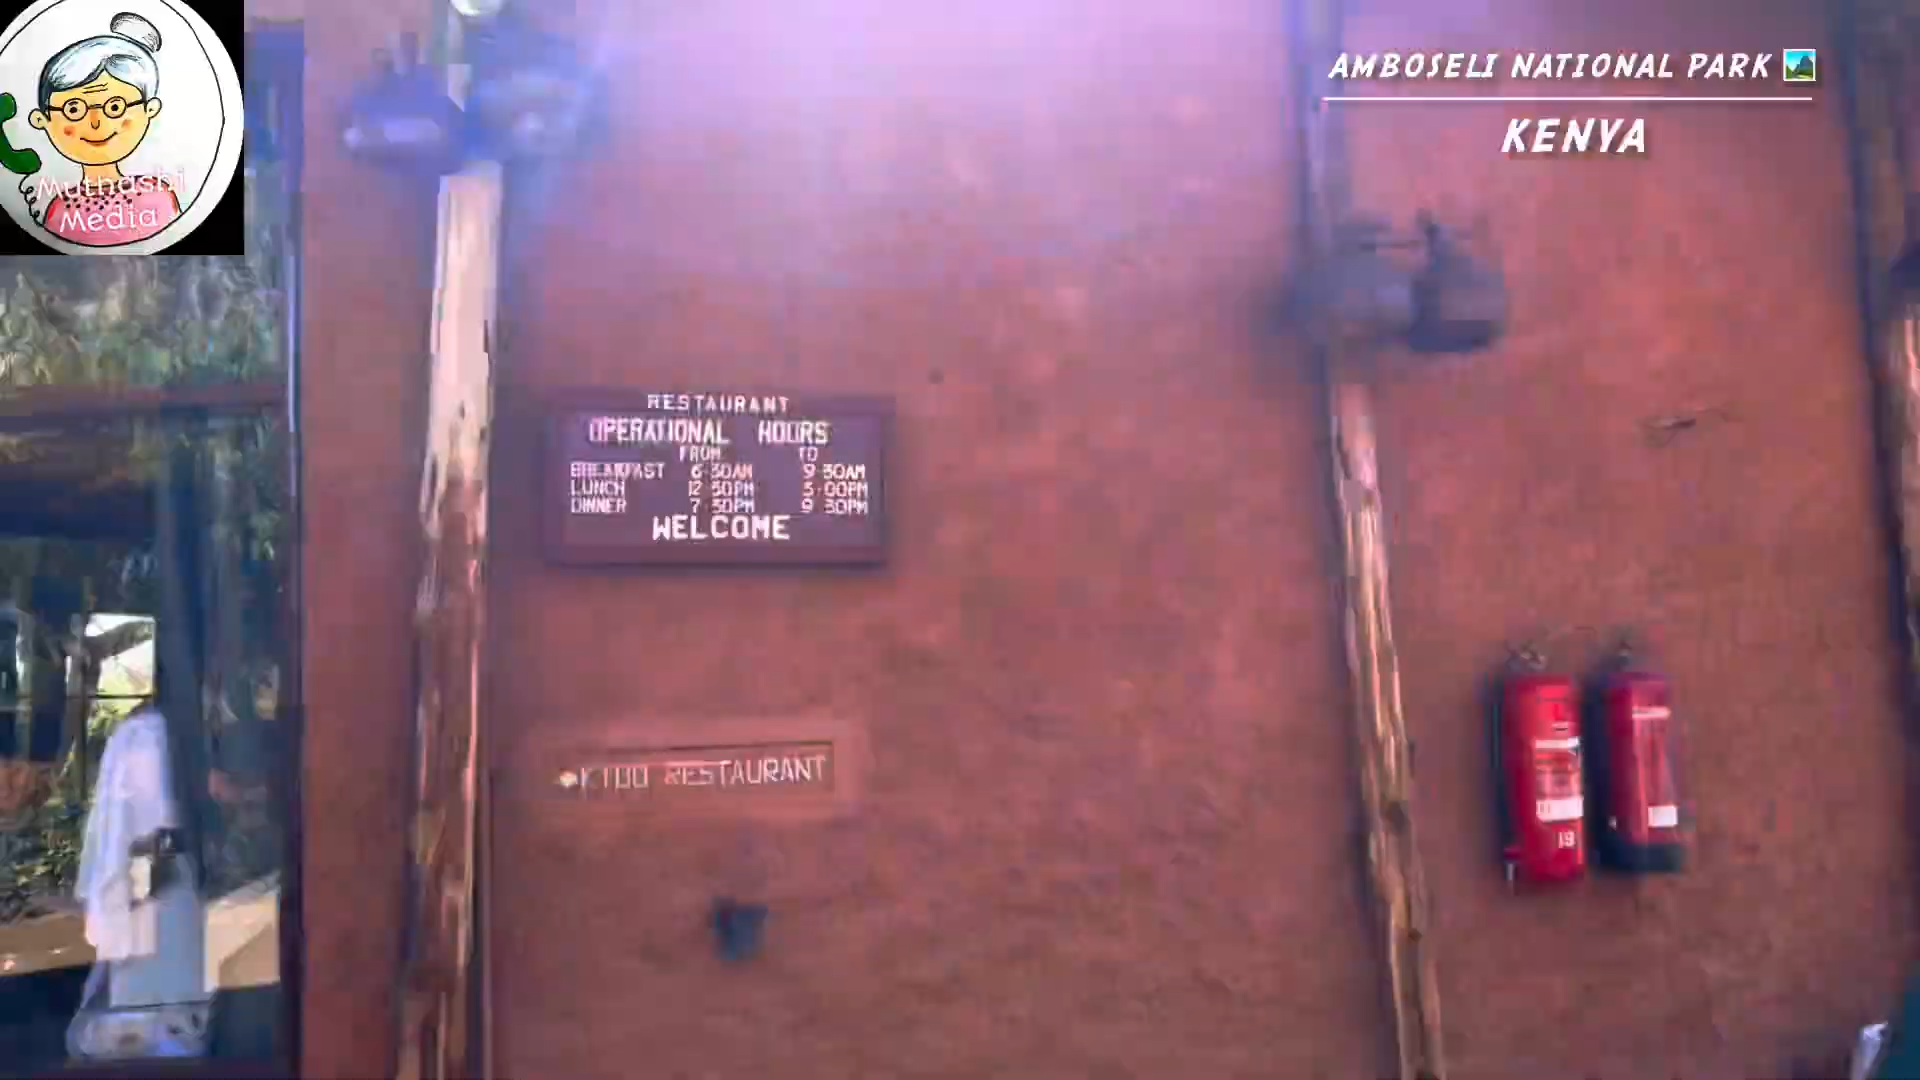 Muthashi
Media
AMBOSELI NATIONAL PARK
KENYA
RESTAURANT
OPERATIONAL HOURS
FROM TO
BREAKFAST 6·30AM 9·30AM
LUNCH 12·30PM 3·00PM
DINNER 7·30PM 9·30PM
WELCOME
RESTAURANT
19